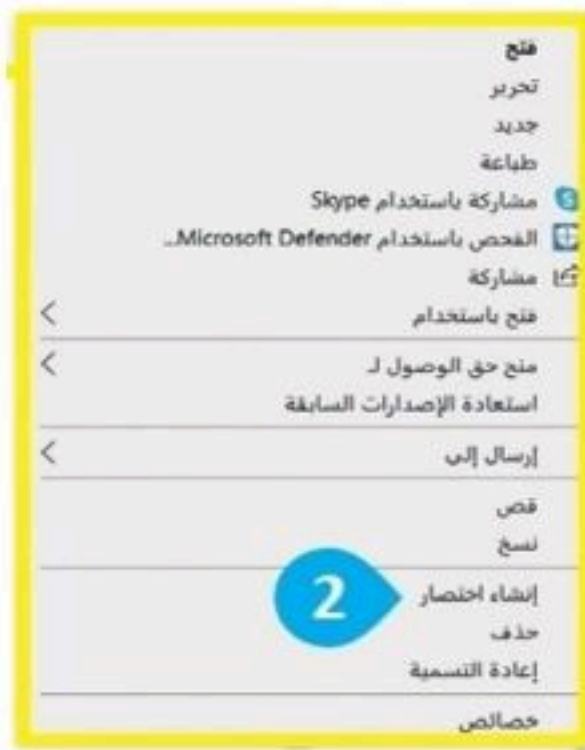 فتح
تحرير
جديد
طباعة
مشاركة باستخدام Skype
الفحص باستخدام Microsoft Defender...
مشاركة
فتح باستخدام
منح حق الوصول لـ
استعادة الإصدارات السابقة
إرسال إلى
قص
نسخ
إنشاء اختصار
2
حذف
إعادة التسمية
خصائص